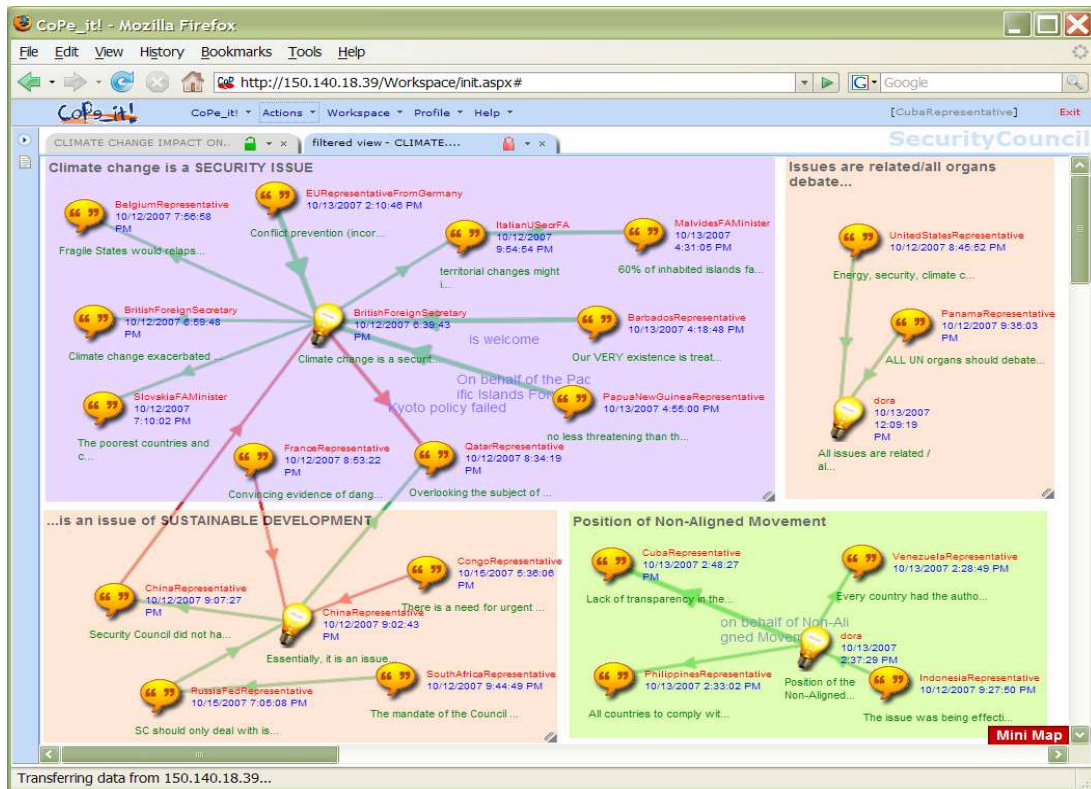 CoPe_it! - Mozilla Firefox
File Edit View History Bookmarks Tools Help
http://150.140.18.39/Workspace/init.aspx#
Google
CoPe_it!
CoPe_it! Actions Workspace Profile Help
[CubaRepresentative] Exit
CLIMATE CHANGE IMPACT ON..
filtered view - CLIMATE....
SecurityCouncil
Climate change is a SECURITY ISSUE
BelgiumRepresentative
10/12/2007 7:56:58
PM
Fragile States would relaps...
EURepresentativeFromGermany
10/13/2007 2:10:46 PM
Conflict prevention (incor...
ItalianUSecrFA
10/12/2007
9:54:54 PM
territorial changes might
i...
MalvidesFAMinister
10/13/2007
4:31:05 PM
60% of inhabited islands fa...
BritishForeignSecretary
10/12/2007 6:59:48
PM
Climate change exacerbated ...
BritishForeignSecretary
10/12/2007 6:39:43
PM
Climate change is a securit...
is welcome
BarbadosRepresentative
10/13/2007 4:18:48 PM
Our VERY existence is treat...
On behalf of the Pac
ific Islands For
Kyoto policy failed
SlovakiaFAMinister
10/12/2007
7:10:02 PM
The poorest countries and
c...
PapuaNewGuineaRepresentative
10/13/2007 4:55:00 PM
no less threatening than th...
FranceRepresentative
10/12/2007 8:53:22
PM
Convincing evidence of dang...
QatarRepresentative
10/12/2007 8:34:19
PM
Overlooking the subject of ...
Issues are related/all organs
debate...
UnitedStatesRepresentative
10/12/2007 8:45:52 PM
Energy, security, climate c...
PanamaRepresentative
10/12/2007 9:36:03
PM
ALL UN organs should debate...
dora
10/13/2007
12:09:19
PM
All issues are related /
al...
...is an issue of SUSTAINABLE DEVELOPMENT
ChinaRepresentative
10/12/2007 9:07:27
PM
Security Council did not ha...
CongoRepresentative
10/15/2007 5:36:06
PM
There is a need for urgent ...
ChinaRepresentative
10/12/2007 9:02:43
PM
Essentially, it is an issue...
RussiaFedRepresentative
10/15/2007 7:05:08 PM
SC should only deal with is...
SouthAfricaRepresentative
10/12/2007 9:44:49 PM
The mandate of the Council ...
Position of Non-Aligned Movement
CubaRepresentative
10/13/2007 2:48:27
PM
Lack of transparency in the...
VenezuelaRepresentative
10/13/2007 2:28:49 PM
Every country had the autho...
on behalf of Non-Ali
gned Movem
dora
10/13/2007
2:37:29 PM
Position of the
Non-Aligned...
PhilippinesRepresentative
10/13/2007 2:33:02 PM
All countries to comply wit...
IndonesiaRepresentative
10/12/2007 9:27:50 PM
The issue was being effecti...
Mini Map
Transferring data from 150.140.18.39...